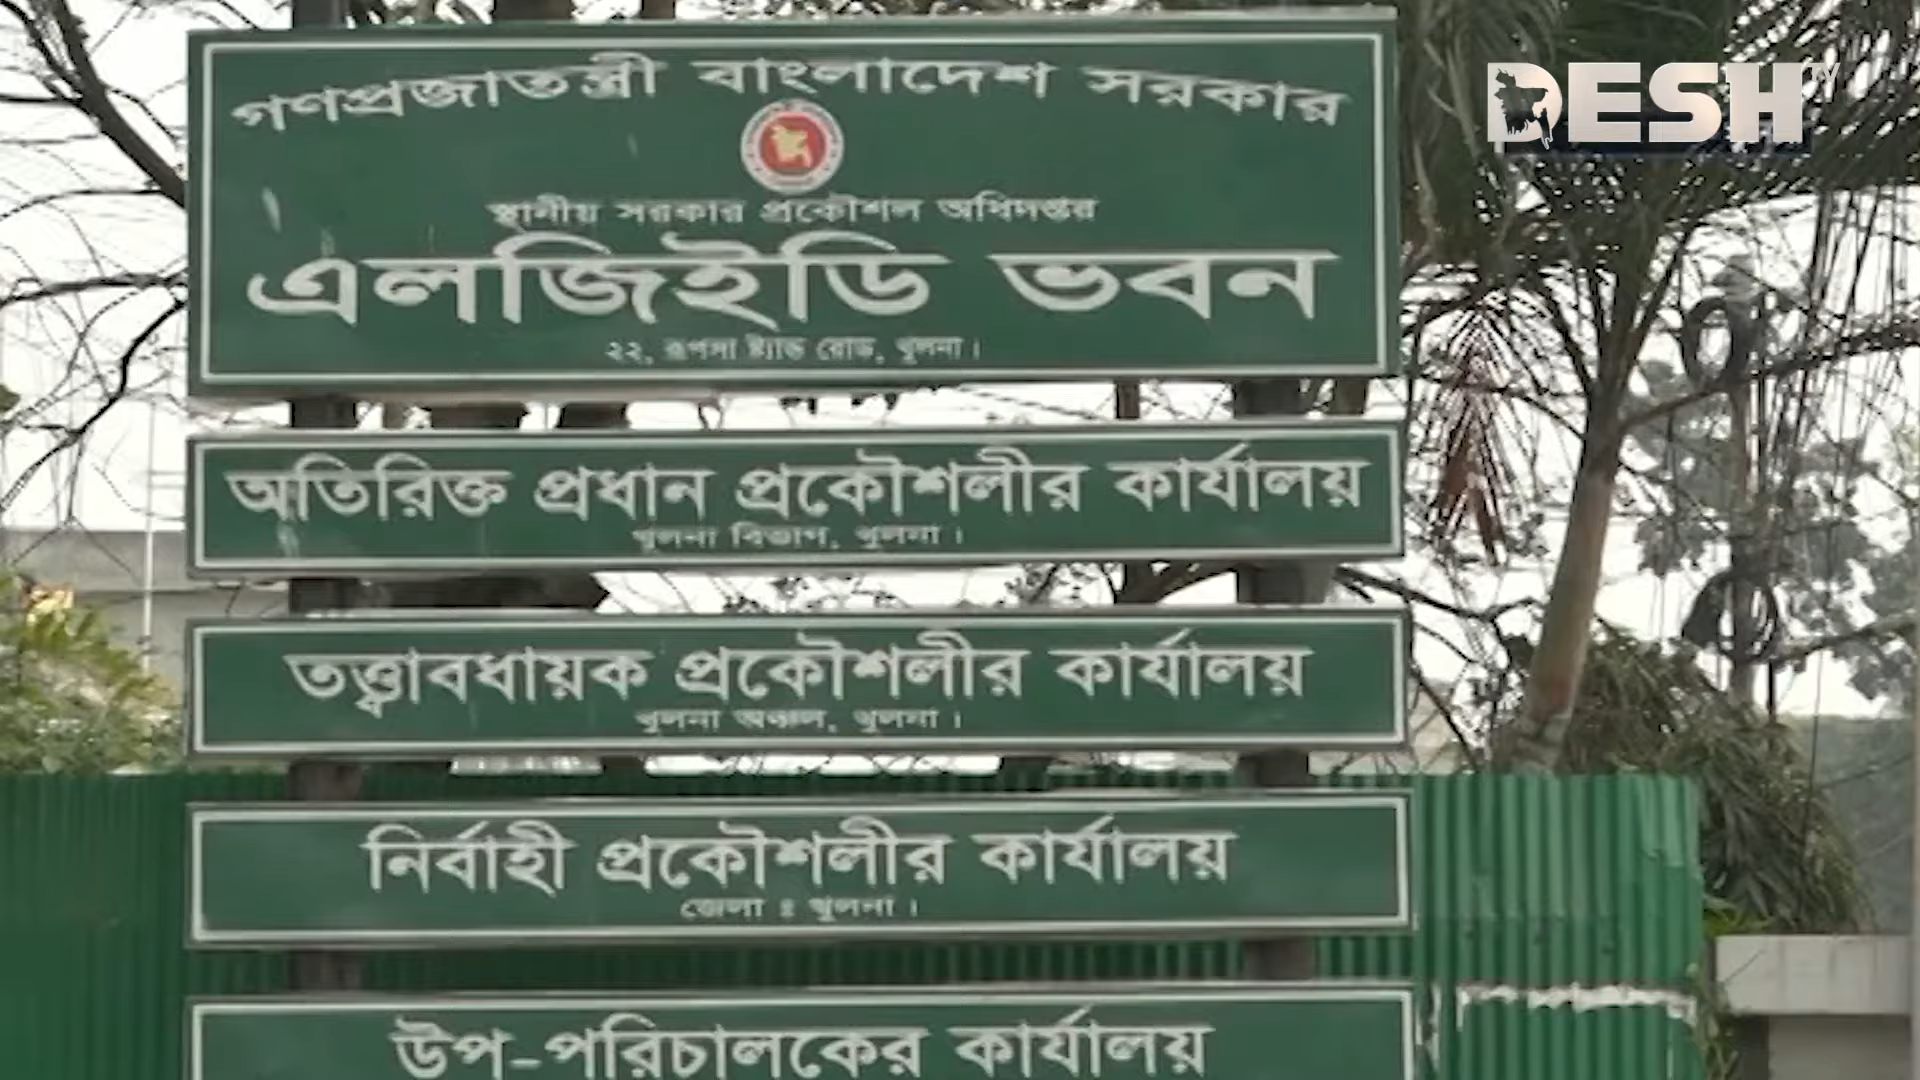 DESH TV
গণপ্রজাতন্ত্রী বাংলাদেশ সরকার
স্থানীয় সরকার প্রকৌশল অধিদপ্তর
এলজিইডি ভবন
২২, রূপসা ষ্ট্যান্ড রোড, খুলনা।
অতিরিক্ত প্রধান প্রকৌশলীর কার্যালয়
খুলনা বিভাগ, খুলনা।
তত্ত্বাবধায়ক প্রকৌশলীর কার্যালয়
খুলনা অঞ্চল, খুলনা।
নির্বাহী প্রকৌশলীর কার্যালয়
জেলা ঃ খুলনা।
উপ-পরিচালকের কার্যালয়